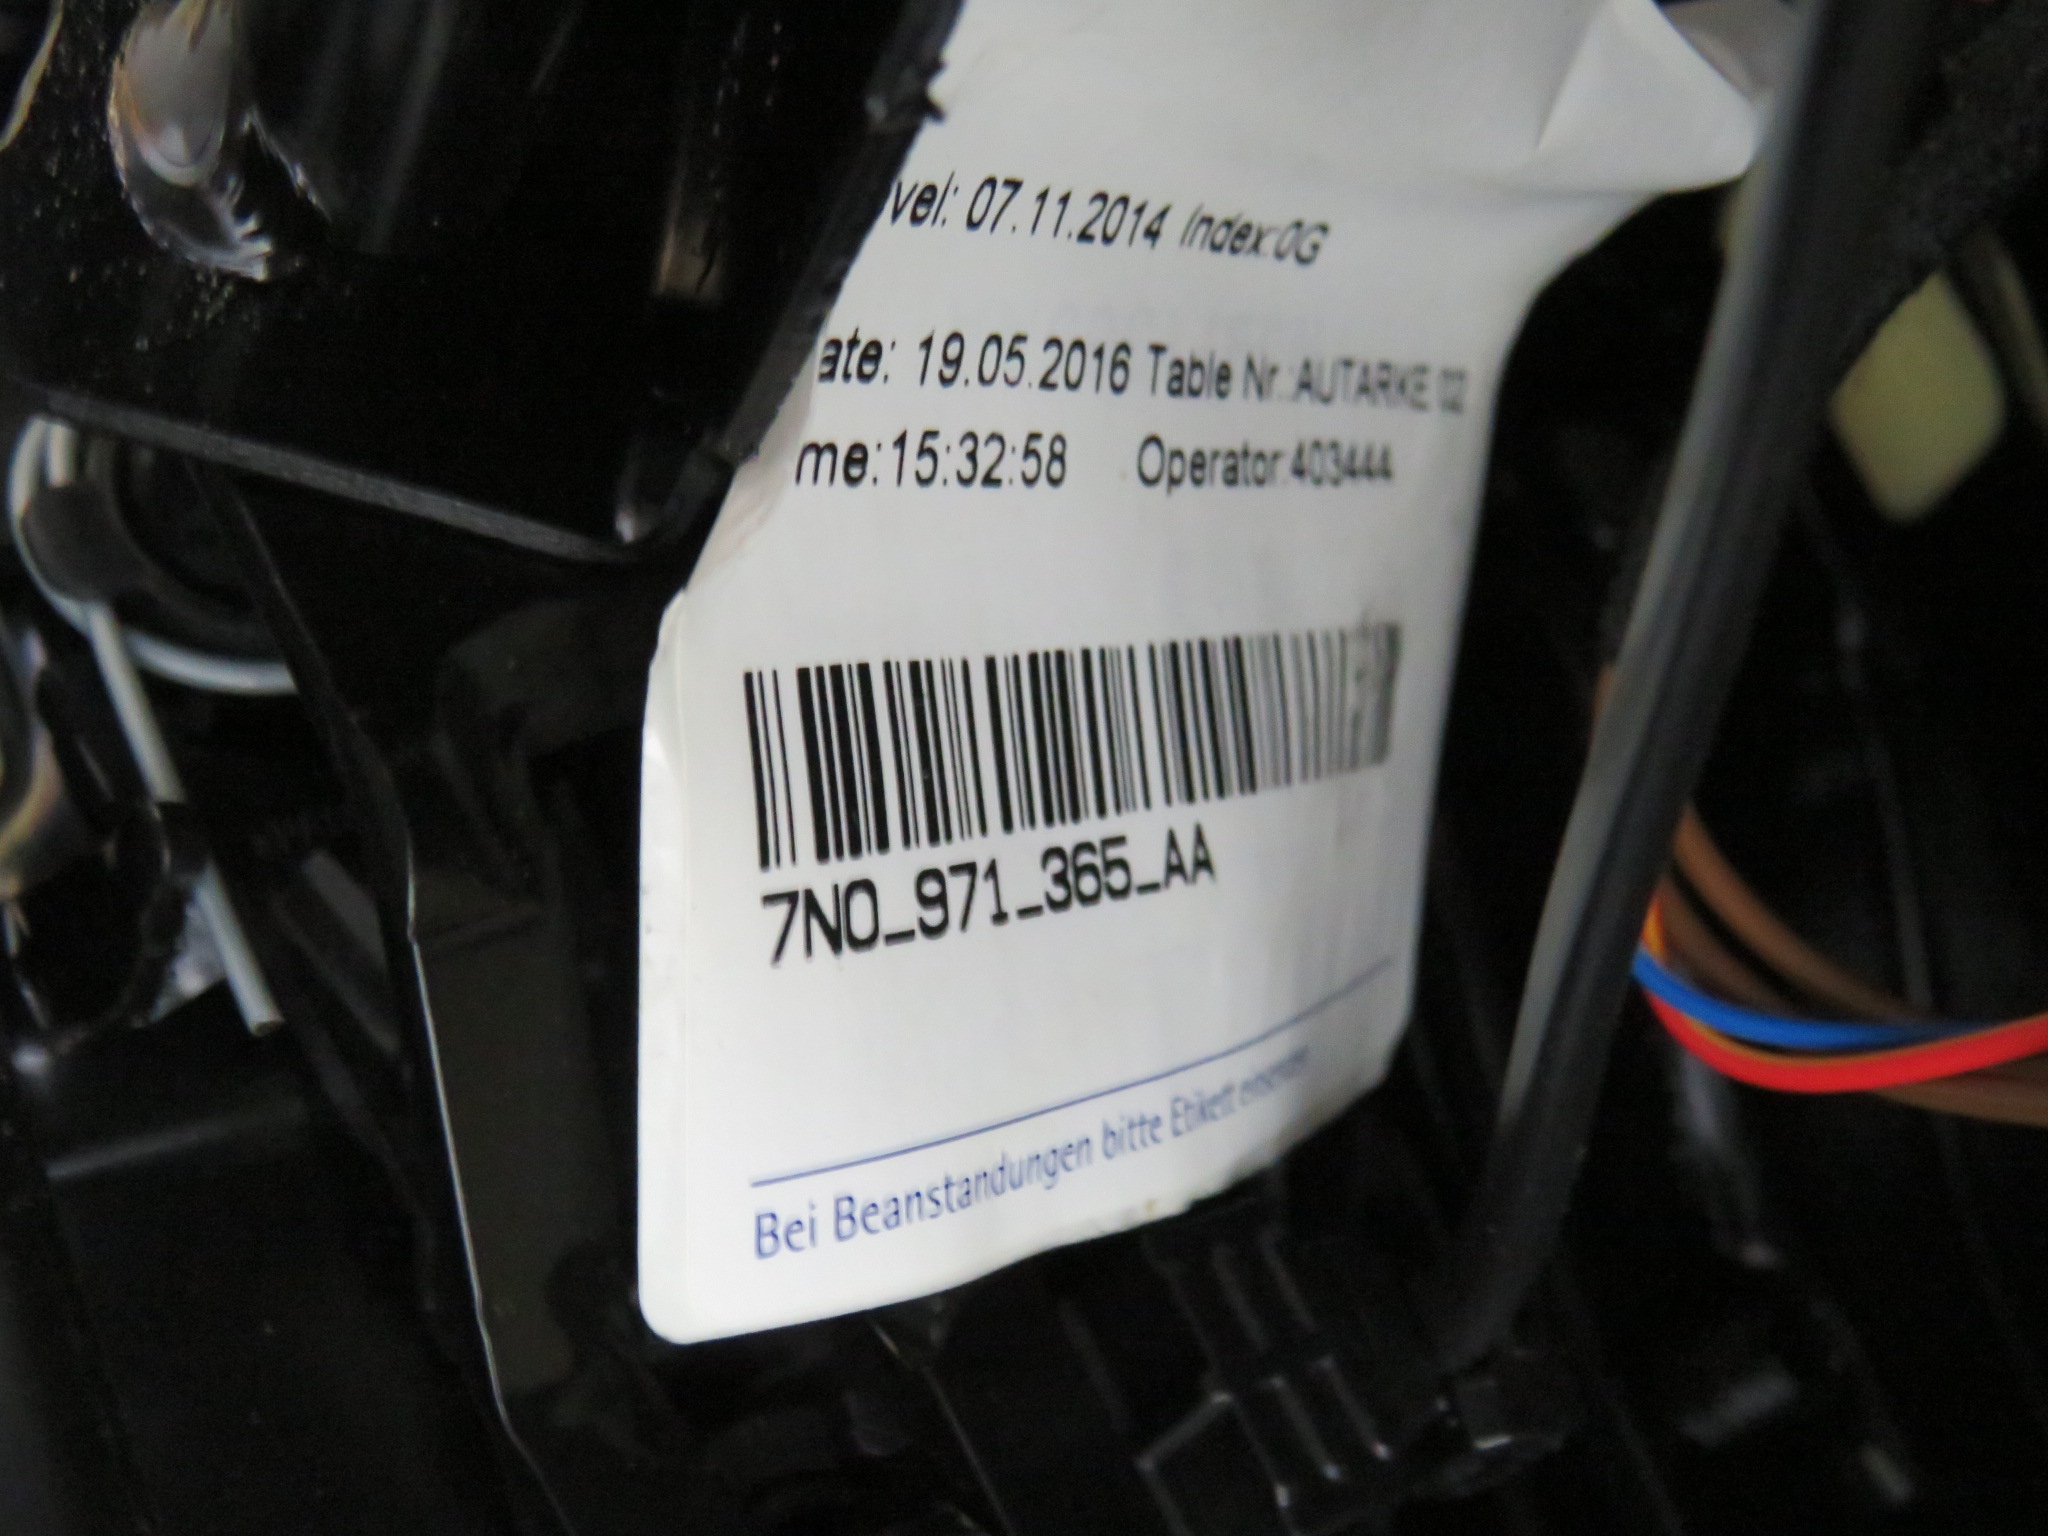 vel: 07.11.2014 Index:0G
ate: 19.05.2016 Table Nr.:AUTARKE 02
me:15:32:58 Operator:403444
7N0_971_365_AA
Bei Beanstandungen bitte Etikett einsenden